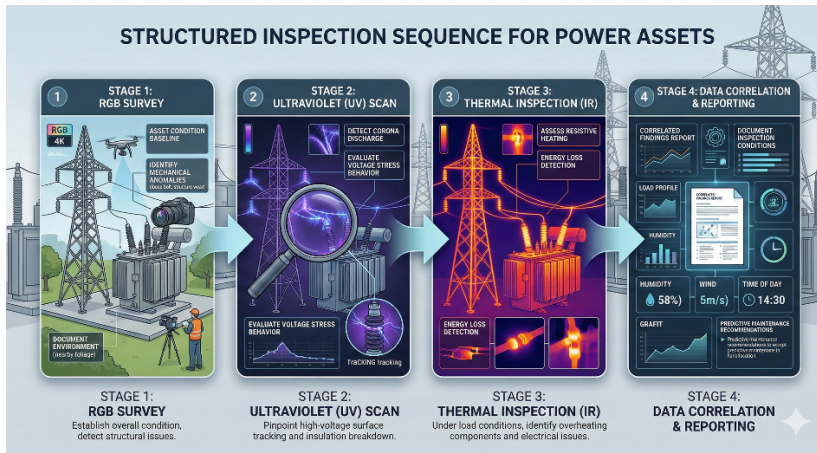 STRUCTURED INSPECTION SEQUENCE FOR POWER ASSETS
1
STAGE 1:
RGB SURVEY
RGB
4K
ASSET CONDITION
BASELINE
IDENTIFY
MECHANICAL
ANOMALIES
(loose bolt, structure wear)
DOCUMENT
ENVIRONMENT
(nearby foliage)
2
STAGE 2:
ULTRAVIOLET (UV) SCAN
DETECT CORONA
DISCHARGE
EVALUATE
VOLTAGE STRESS
BEHAVIOR
EVALUATE VOLTAGE STRESS
BEHAVIOR
TRACKING tracking
3
STAGE 3:
THERMAL INSPECTION (IR)
ASSESS RESISTIVE
HEATING
ENERGY LOSS
DETECTION
ENERGY LOSS
DETECTION
4
STAGE 4: DATA CORRELATION
& REPORTING
CORRELATED
FINDINGS REPORT
DOCUMENT
INSPECTION
CONDITIONS
LOAD PROFILE
HUMIDITY
HUMIDITY
58%)
WIND
5m/s)
TIME OF DAY
14:30
GRAFIT
PREDICTIVE MAINTENANCE
RECOMMENDATIONS
Predictive maintenance
STAGE 1:
RGB SURVEY
Establish overall condition,
detect structural issues.
STAGE 2:
ULTRAVIOLET (UV) SCAN
Pinpoint high-voltage surface
tracking and insulation breakdown.
STAGE 3:
THERMAL INSPECTION (IR)
Under load conditions, identify overheating
components and electrical issues.
STAGE 4:
DATA CORRELATION
& REPORTING